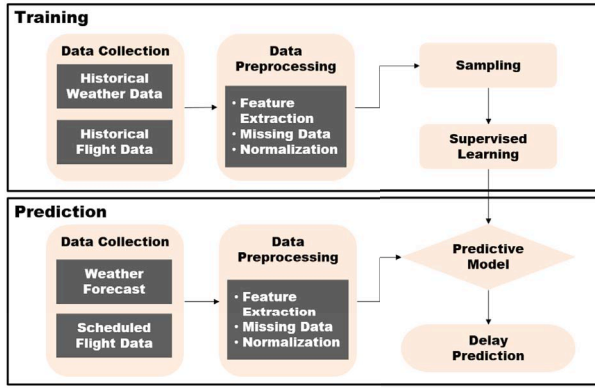 Training
Data Collection
Historical
Weather Data
Historical
Flight Data
Data
Preprocessing
• Feature
Extraction
• Missing Data
• Normalization
Sampling
Supervised
Learning
Prediction
Data Collection
Weather
Forecast
Scheduled
Flight Data
Data
Preprocessing
• Feature
Extraction
• Missing Data
• Normalization
Predictive
Model
Delay
Prediction